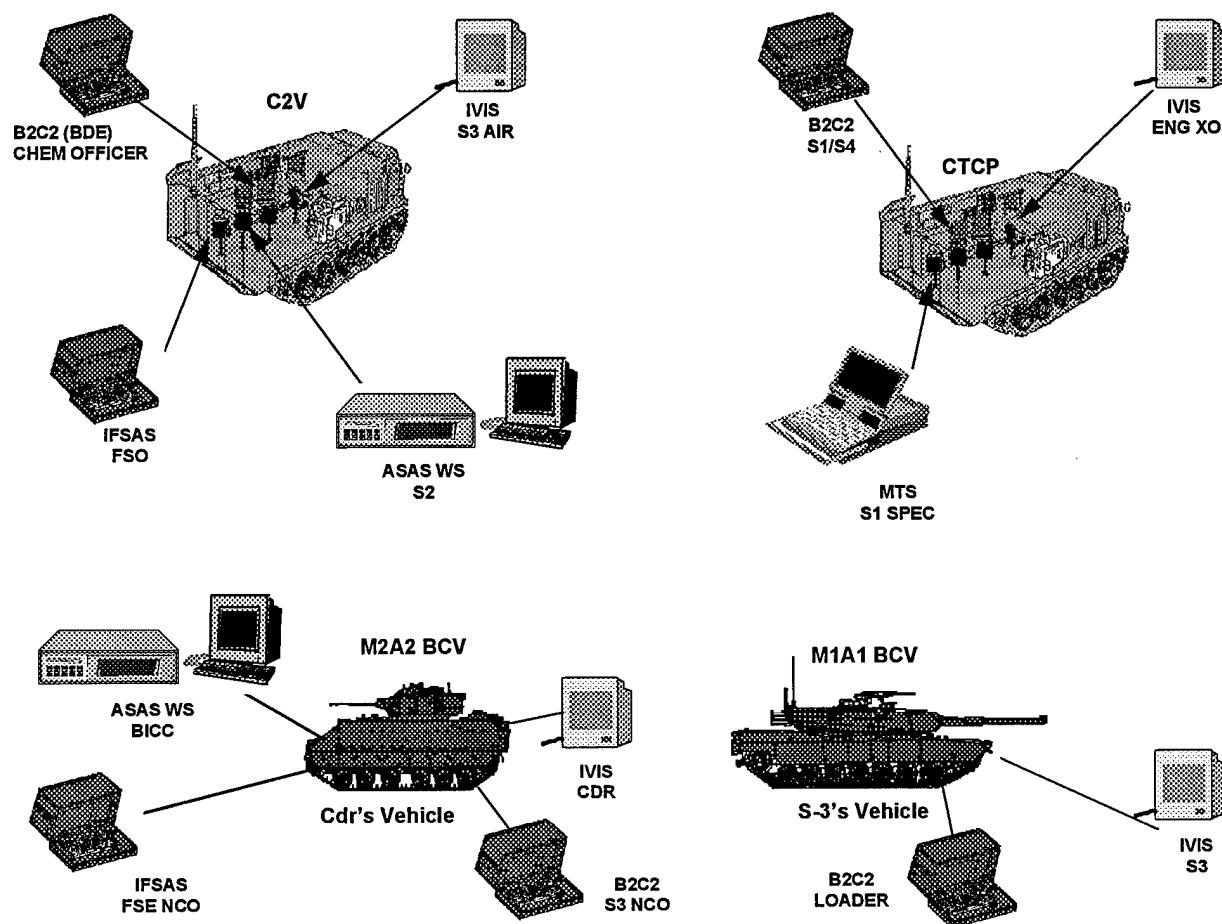 C2V
B2C2 (BDE)
CHEM OFFICER
IVIS
S3 AIR
IFSAS
FSO
ASAS WS
S2
B2C2
S1/S4
CTCP
IVIS
ENG XO
MTS
S1 SPEC
M2A2 BCV
ASAS WS
BICC
Cdr's Vehicle
IVIS
CDR
IFSAS
FSE NCO
B2C2
S3 NCO
M1A1 BCV
S-3's Vehicle
B2C2
LOADER
IVIS
S3